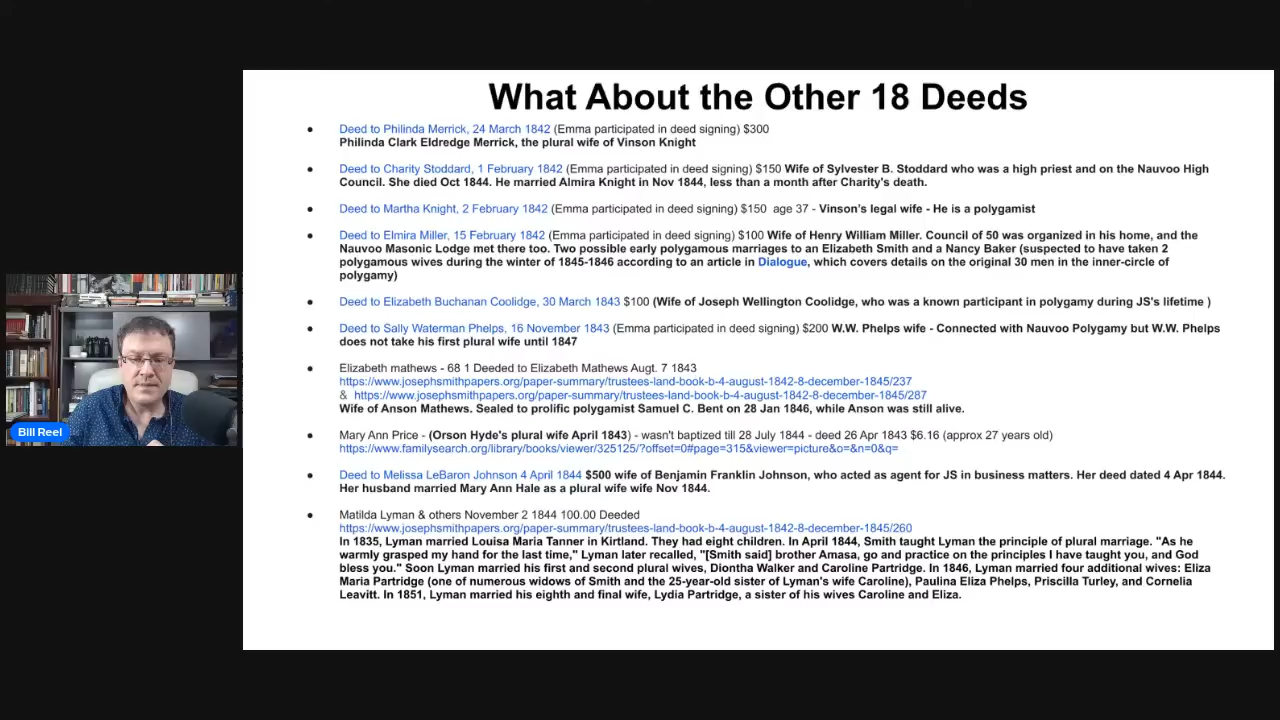 What About the Other 18 Deeds
● Deed to Philinda Merrick, 24 March 1842 (Emma participated in deed signing) $300
Philinda Clark Eldredge Merrick, the plural wife of Vinson Knight
● Deed to Charity Stoddard, 1 February 1842 (Emma participated in deed signing) $150 Wife of Sylvester B. Stoddard who was a high priest and on the Nauvoo High
Council. She died Oct 1844. He married Almira Knight in Nov 1844, less than a month after Charity's death.
● Deed to Martha Knight, 2 February 1842 (Emma participated in deed signing) $150 age 37 - Vinson's legal wife - He is a polygamist
● Deed to Elmira Miller, 15 February 1842 (Emma participated in deed signing) $100 Wife of Henry William Miller. Council of 50 was organized in his home, and the
Nauvoo Masonic Lodge met there too. Two possible early polygamous marriages to an Elizabeth Smith and a Nancy Baker (suspected to have taken 2
polygamous wives during the winter of 1845-1846 according to an article in Dialogue, which covers details on the original 30 men in the inner-circle of
polygamy)
● Deed to Elizabeth Buchanan Coolidge, 30 March 1843 $100 (Wife of Joseph Wellington Coolidge, who was a known participant in polygamy during JS's lifetime )
● Deed to Sally Waterman Phelps, 16 November 1843 (Emma participated in deed signing) $200 W.W. Phelps wife - Connected with Nauvoo Polygamy but W.W. Phelps
does not take his first plural wife until 1847
● Elizabeth mathews - 68 1 Deeded to Elizabeth Mathews Augt. 7 1843
https://www.josephsmithpapers.org/paper-summary/trustees-land-book-b-4-august-1842-8-december-1845/237
& https://www.josephsmithpapers.org/paper-summary/trustees-land-book-b-4-august-1842-8-december-1845/287
Wife of Anson Mathews. Sealed to prolific polygamist Samuel C. Bent on 28 Jan 1846, while Anson was still alive.
● Mary Ann Price - (Orson Hyde's plural wife April 1843) - wasn't baptized till 28 July 1844 - deed 26 Apr 1843 $6.16 (approx 27 years old)
https://www.familysearch.org/library/books/viewer/325125/?offset=0#page=315&viewer=picture&o=&n=0&q=
● Deed to Melissa LeBaron Johnson 4 April 1844 $500 wife of Benjamin Franklin Johnson, who acted as agent for JS in business matters. Her deed dated 4 Apr 1844.
Her husband married Mary Ann Hale as a plural wife wife Nov 1844.
● Matilda Lyman & others November 2 1844 100.00 Deeded
https://www.josephsmithpapers.org/paper-summary/trustees-land-book-b-4-august-1842-8-december-1845/260
In 1835, Lyman married Louisa Maria Tanner in Kirtland. They had eight children. In April 1844, Smith taught Lyman the principle of plural marriage. "As he
warmly grasped my hand for the last time," Lyman later recalled, "[Smith said] brother Amasa, go and practice on the principles I have taught you, and God
bless you." Soon Lyman married his first and second plural wives, Diontha Walker and Caroline Partridge. In 1846, Lyman married four additional wives: Eliza
Maria Partridge (one of numerous widows of Smith and the 25-year-old sister of Lyman's wife Caroline), Paulina Eliza Phelps, Priscilla Turley, and Cornelia
Leavitt. In 1851, Lyman married his eighth and final wife, Lydia Partridge, a sister of his wives Caroline and Eliza.
Bill Reel